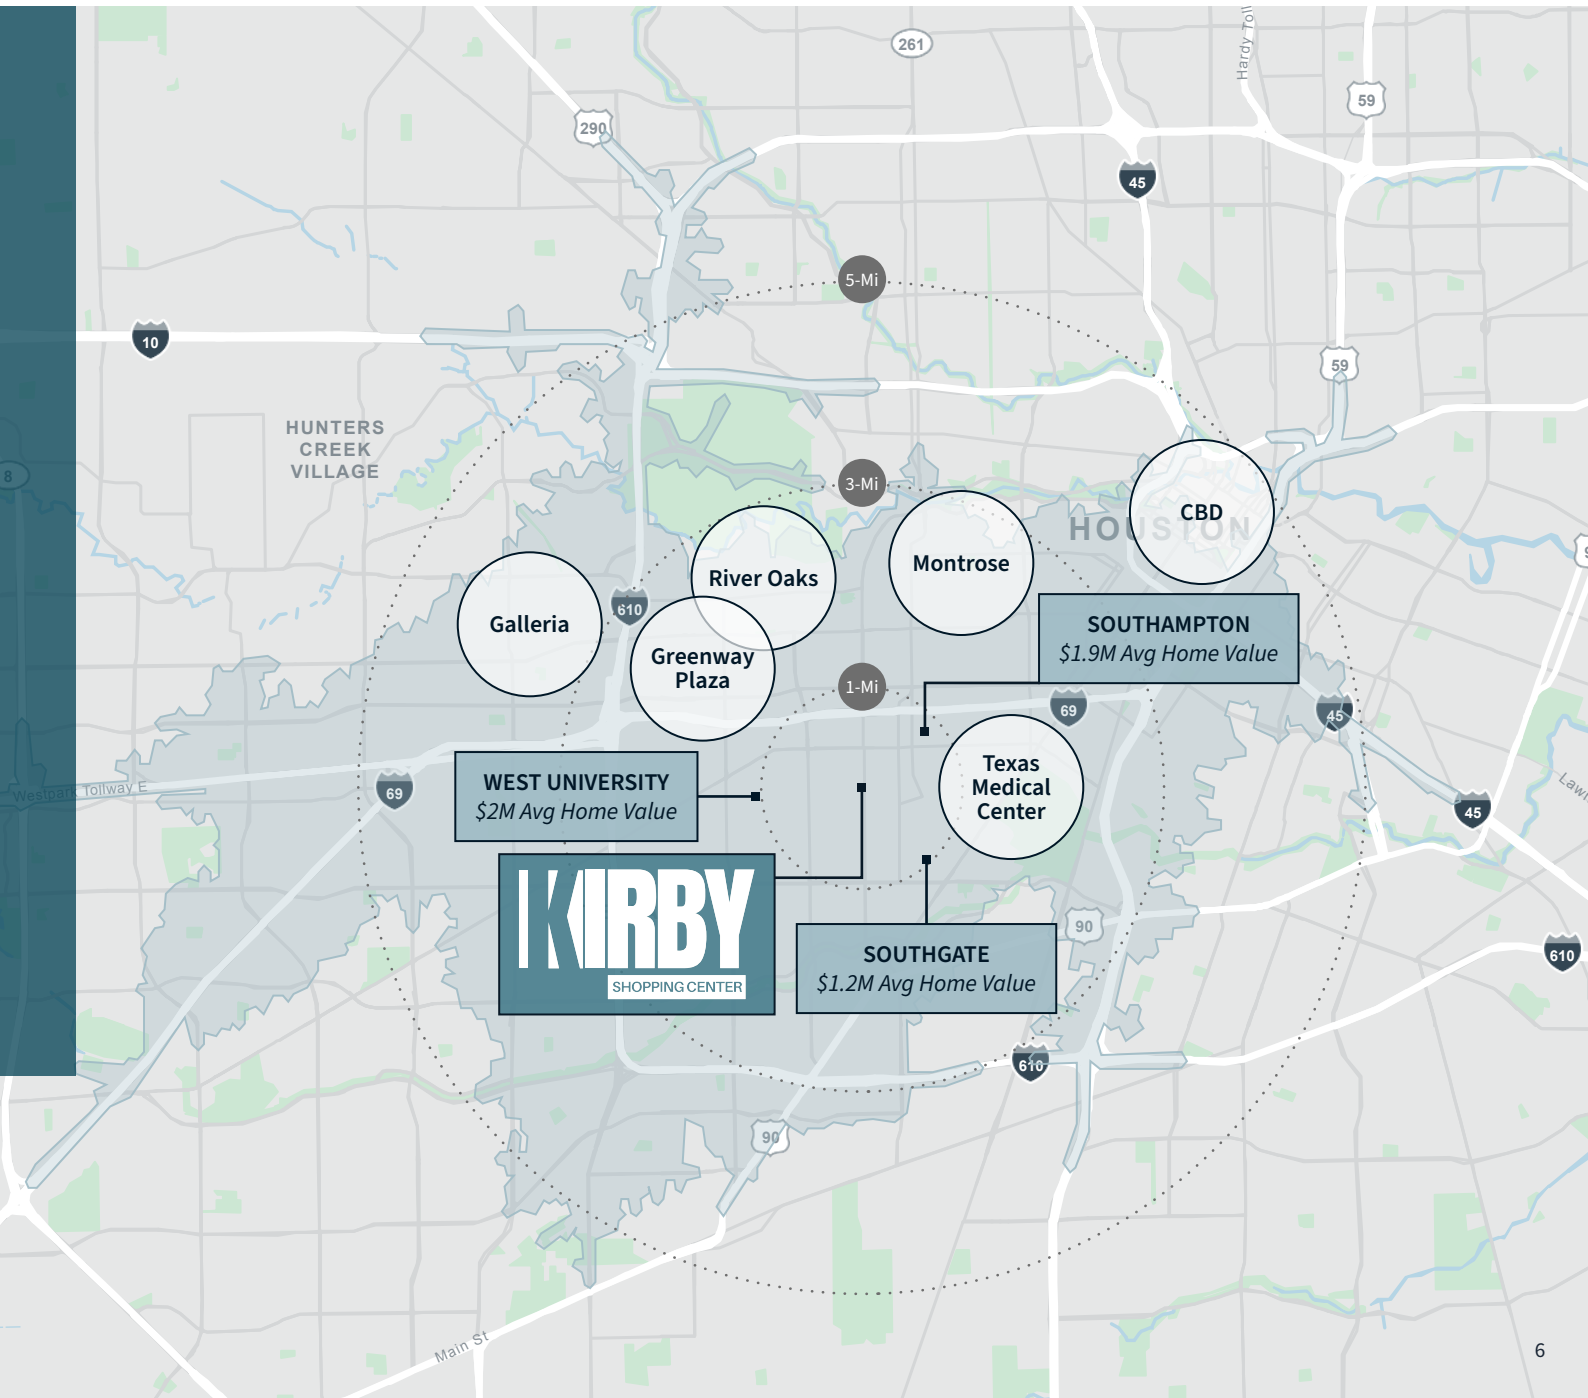 261
Hardy Toll
59
290
45
5-Mi
10
59
HUNTERS
CREEK
VILLAGE
8
3-Mi
CBD
HOUSTON
Montrose
River Oaks
610
Galleria
Greenway
Plaza
SOUTHAMPTON
$1.9M Avg Home Value
1-Mi
69
45
Texas
Medical
Center
WEST UNIVERSITY
$2M Avg Home Value
Westpark Tollway E
69
45
KIRBY
SHOPPING CENTER
90
SOUTHGATE
$1.2M Avg Home Value
610
610
90
Main St
6